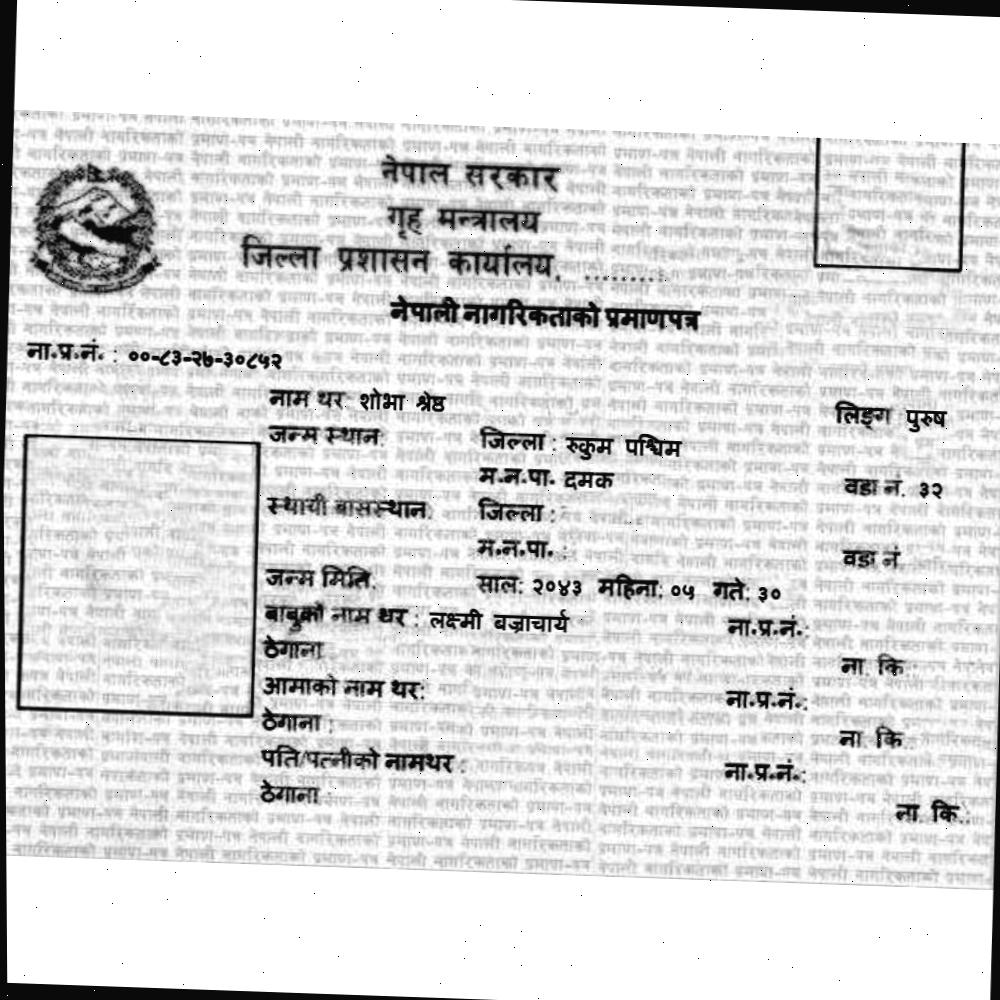 नेपाल सरकार
गृह मन्त्रालय
जिल्ला प्रशासन कार्यालय, ..........
नेपाली नागरिकताको प्रमाणपत्र
ना.प्र.नं. : ००-८३-२७-३०८५२
नाम थर: शोभा श्रेष्ठ लिङ्ग पुरुष
जन्म स्थान: जिल्ला : रुकुम पश्चिम
म.न.पा. दमक वडा नं. ३२
स्थायी बासस्थान: जिल्ला :
म.न.पा. : वडा नं.
जन्म मिति: साल: २०४३ महिना: ०५ गते: ३०
बाबुको नाम थर : लक्ष्मी बज्राचार्य ना.प्र.नं.:
ठेगाना : ना. कि. :
आमाको नाम थर: ना.प्र.नं.:
ठेगाना : ना. कि. :
पति/पत्नीको नामथर : ना.प्र.नं.:
ठेगाना : ना. कि.: